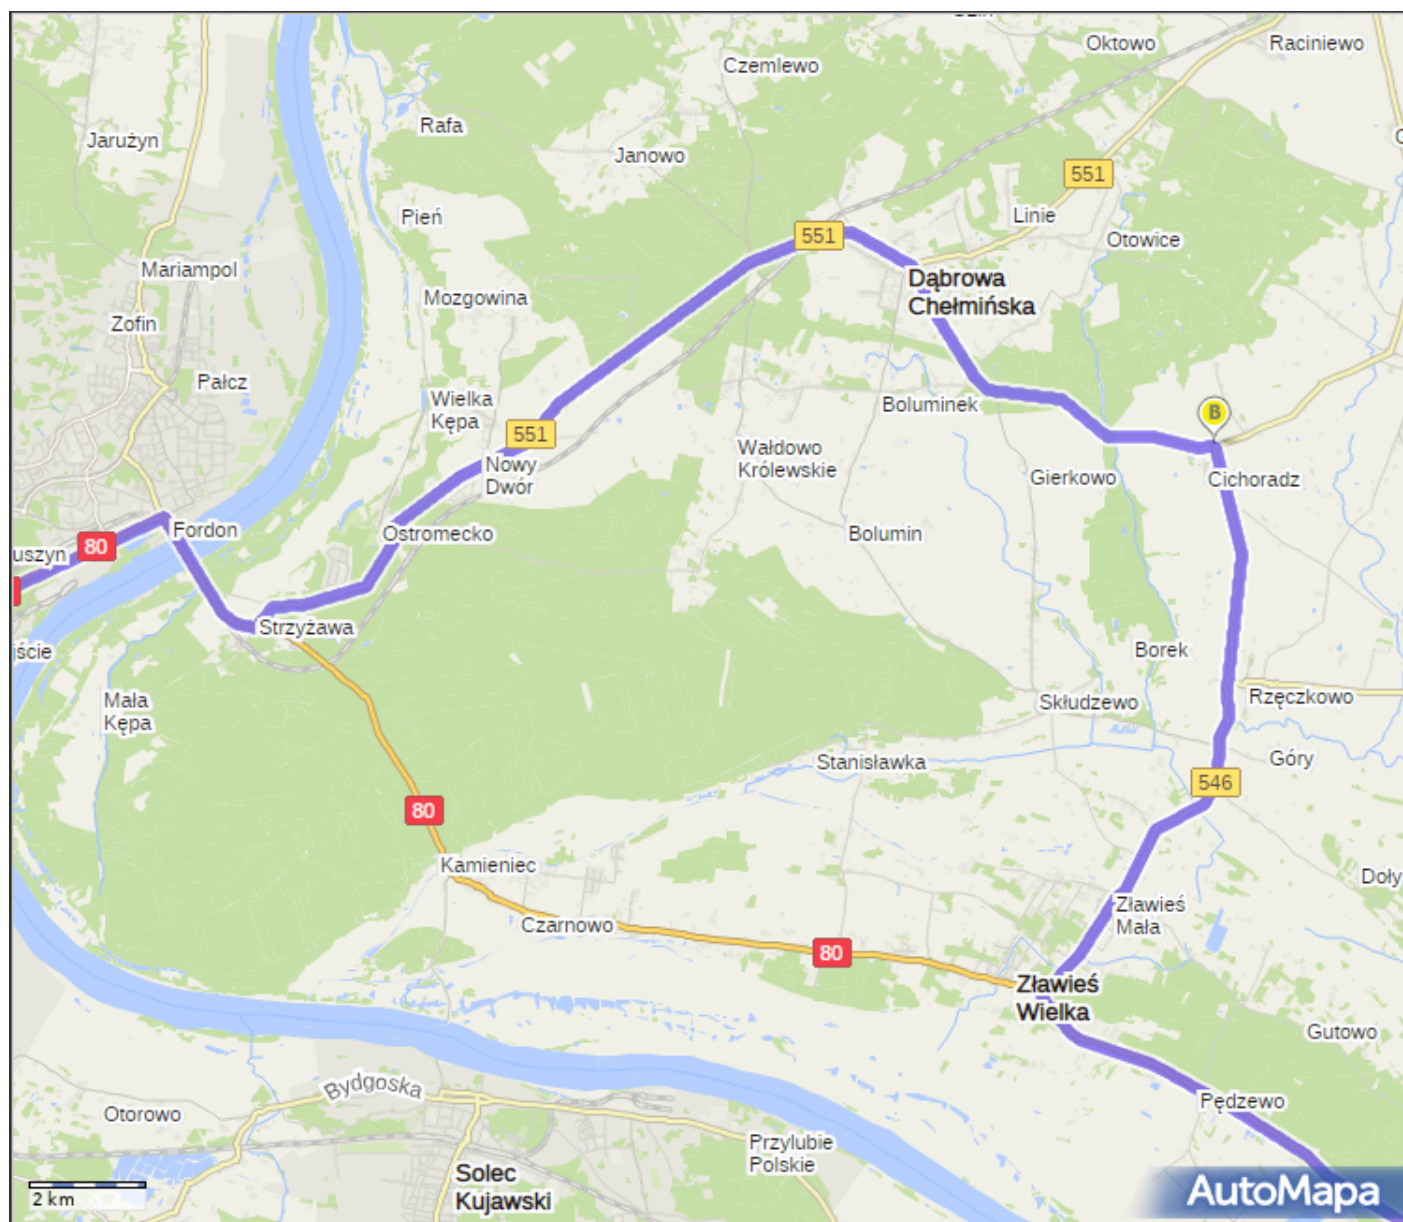 Oktowo
Raciniewo
Czemlewo
Rafa
Jarużyn
Janowo
551
Pień
Linie
551
Otowice
Mariampol
Dąbrowa
Chełmińska
Mozgowina
Zofin
Pałcz
Wielka
Kępa
Boluminek
B
551
Wałdowo
Królewskie
Nowy
Dwór
Gierkowo
Cichoradz
Fordon
Ostromecko
Bolumin
80
uszyn
Strzyżawa
jście
Borek
Mała
Kępa
Rzęczkowo
Skłudzewo
Stanisławka
Góry
546
80
Kamieniec
Doły
Zławieś
Mała
Czarnowo
80
Zławieś
Wielka
Gutowo
Bydgoska
Pędzewo
Otorowo
Przylubie
Polskie
Solec
Kujawski
2 km
AutoMapa